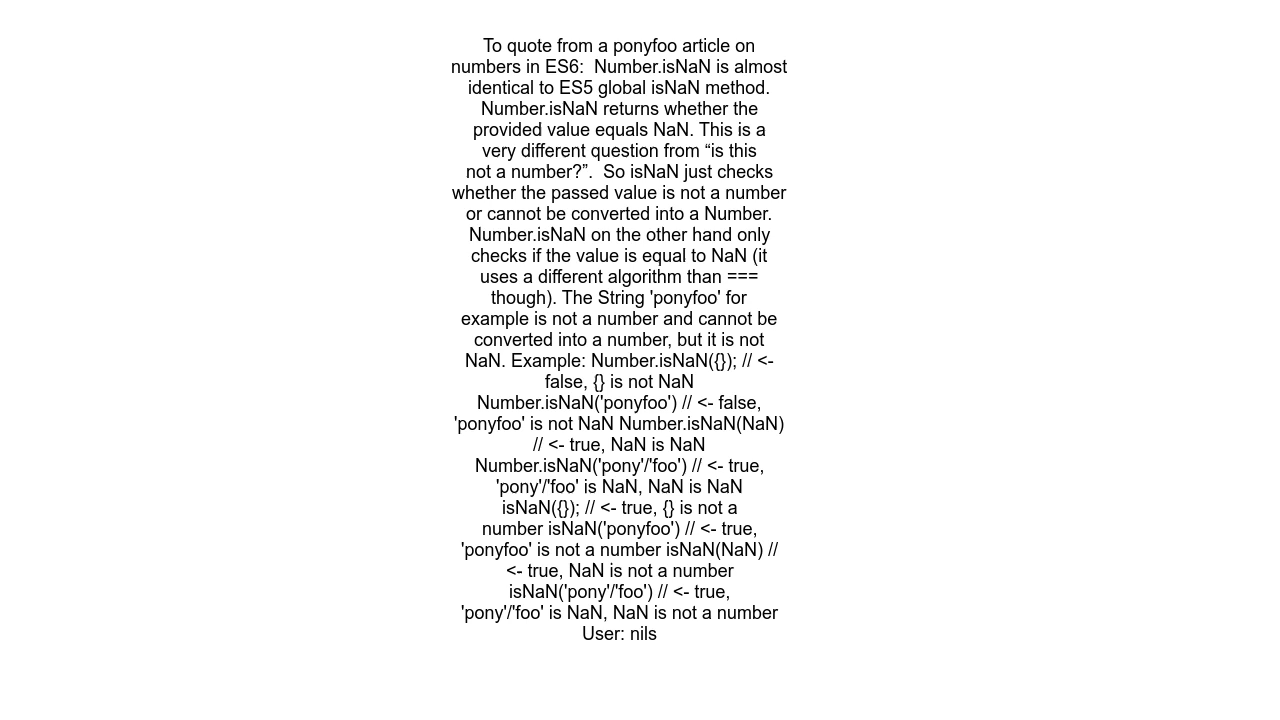 To quote from a ponyfoo article on
numbers in ES6:  Number.isNaN is almost
identical to ES5 global isNaN method.
Number.isNaN returns whether the
provided value equals NaN. This is a
very different question from “is this
not a number?”.  So isNaN just checks
whether the passed value is not a number
or cannot be converted into a Number.
Number.isNaN on the other hand only
checks if the value is equal to NaN (it
uses a different algorithm than ===
though). The String 'ponyfoo' for
example is not a number and cannot be
converted into a number, but it is not
NaN. Example: Number.isNaN({}); // <-
false, {} is not NaN
Number.isNaN('ponyfoo') // <- false,
'ponyfoo' is not NaN Number.isNaN(NaN)
// <- true, NaN is NaN
Number.isNaN('pony'/'foo') // <- true,
'pony'/'foo' is NaN, NaN is NaN
isNaN({}); // <- true, {} is not a
number isNaN('ponyfoo') // <- true,
'ponyfoo' is not a number isNaN(NaN) //
<- true, NaN is not a number
isNaN('pony'/'foo') // <- true,
'pony'/'foo' is NaN, NaN is not a number
User: nils